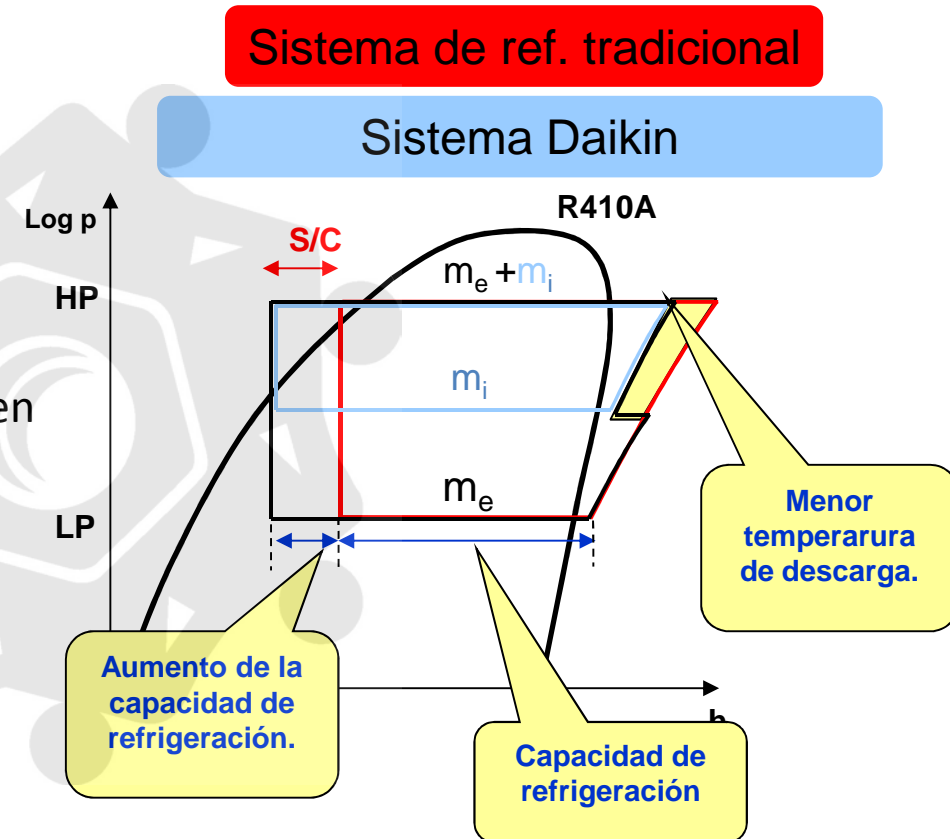 Sistema de ref. tradicional
Sistema Daikin
R410A
Log p
S/C
me + mi
HP
en
mi
me
LP
Menor
temperarura
de descarga.
Aumento de la
capacidad de
refrigeración.
h
Capacidad de
refrigeración